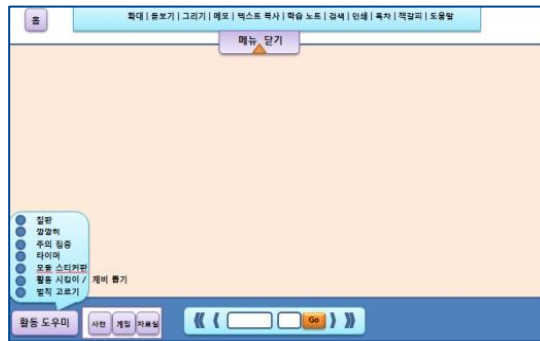 홈
확대 | 돋보기 | 그리기 | 메모 | 텍스트 복사 | 학습 노트 | 검색 | 인쇄 | 목차 | 책갈피 | 도움말
메뉴 닫기
칠판
깜깜히
주의 집중
타이머
모둠 스티커판
활동 시킴이 / 제비 뽑기
벌칙 고르기
활동 도우미
사전
게임
자료실
⟪ ⟨
Go
⟩ ⟫